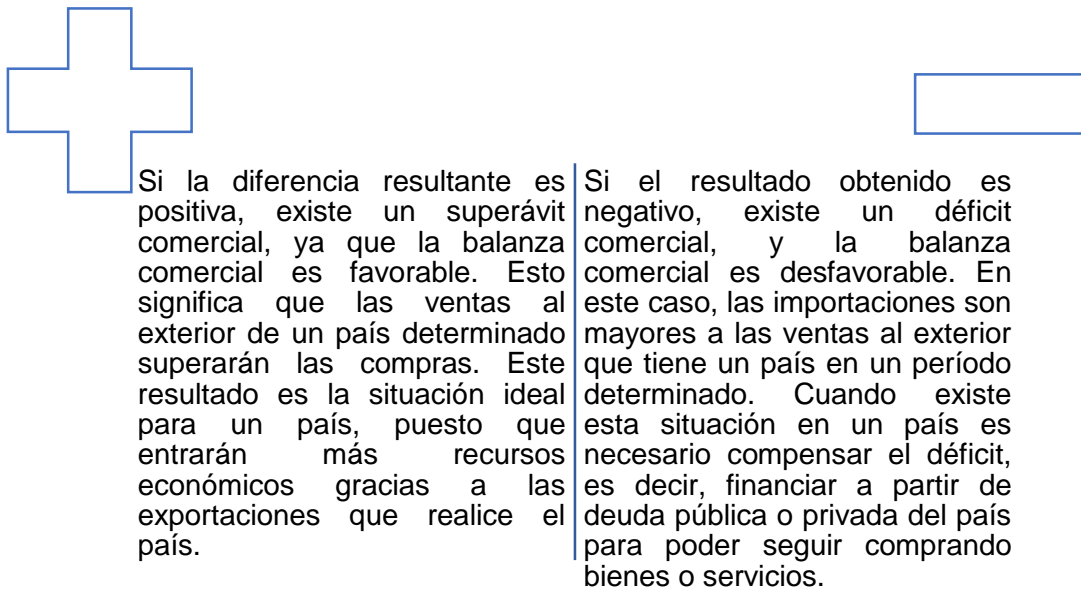 Si la diferencia resultante es
positiva, existe un superávit
comercial, ya que la balanza
comercial es favorable. Esto
significa que las ventas al
exterior de un país determinado
superarán las compras. Este
resultado es la situación ideal
para un país, puesto que
entrarán más recursos
económicos gracias a las
exportaciones que realice el
país.
Si el resultado obtenido es
negativo, existe un déficit
comercial, y la balanza
comercial es desfavorable. En
este caso, las importaciones son
mayores a las ventas al exterior
que tiene un país en un período
determinado. Cuando existe
esta situación en un país es
necesario compensar el déficit,
es decir, financiar a partir de
deuda pública o privada del país
para poder seguir comprando
bienes o servicios.